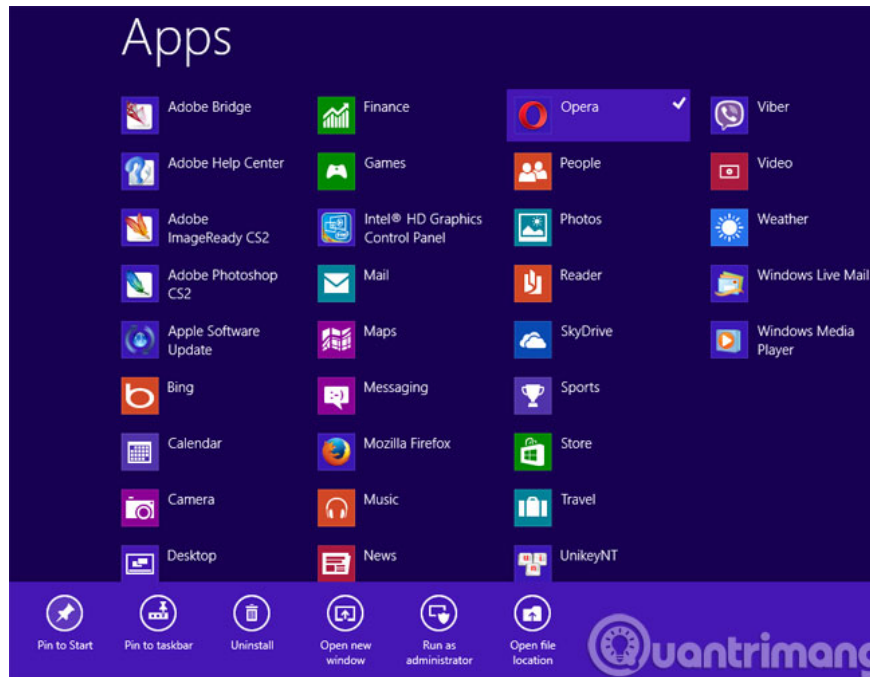 Apps
Adobe Bridge
Adobe Help Center
Adobe
ImageReady CS2
Adobe Photoshop
CS2
Apple Software
Update
Bing
Calendar
Camera
Desktop
Finance
Games
Intel® HD Graphics
Control Panel
Mail
Maps
Messaging
Mozilla Firefox
Music
News
Opera
People
Photos
Reader
SkyDrive
Sports
Store
Travel
UnikeyNT
Viber
Video
Weather
Windows Live Mail
Windows Media
Player
Pin to Start
Pin to taskbar
Uninstall
Open new
window
Run as
administrator
Open file
location
Quantrimang